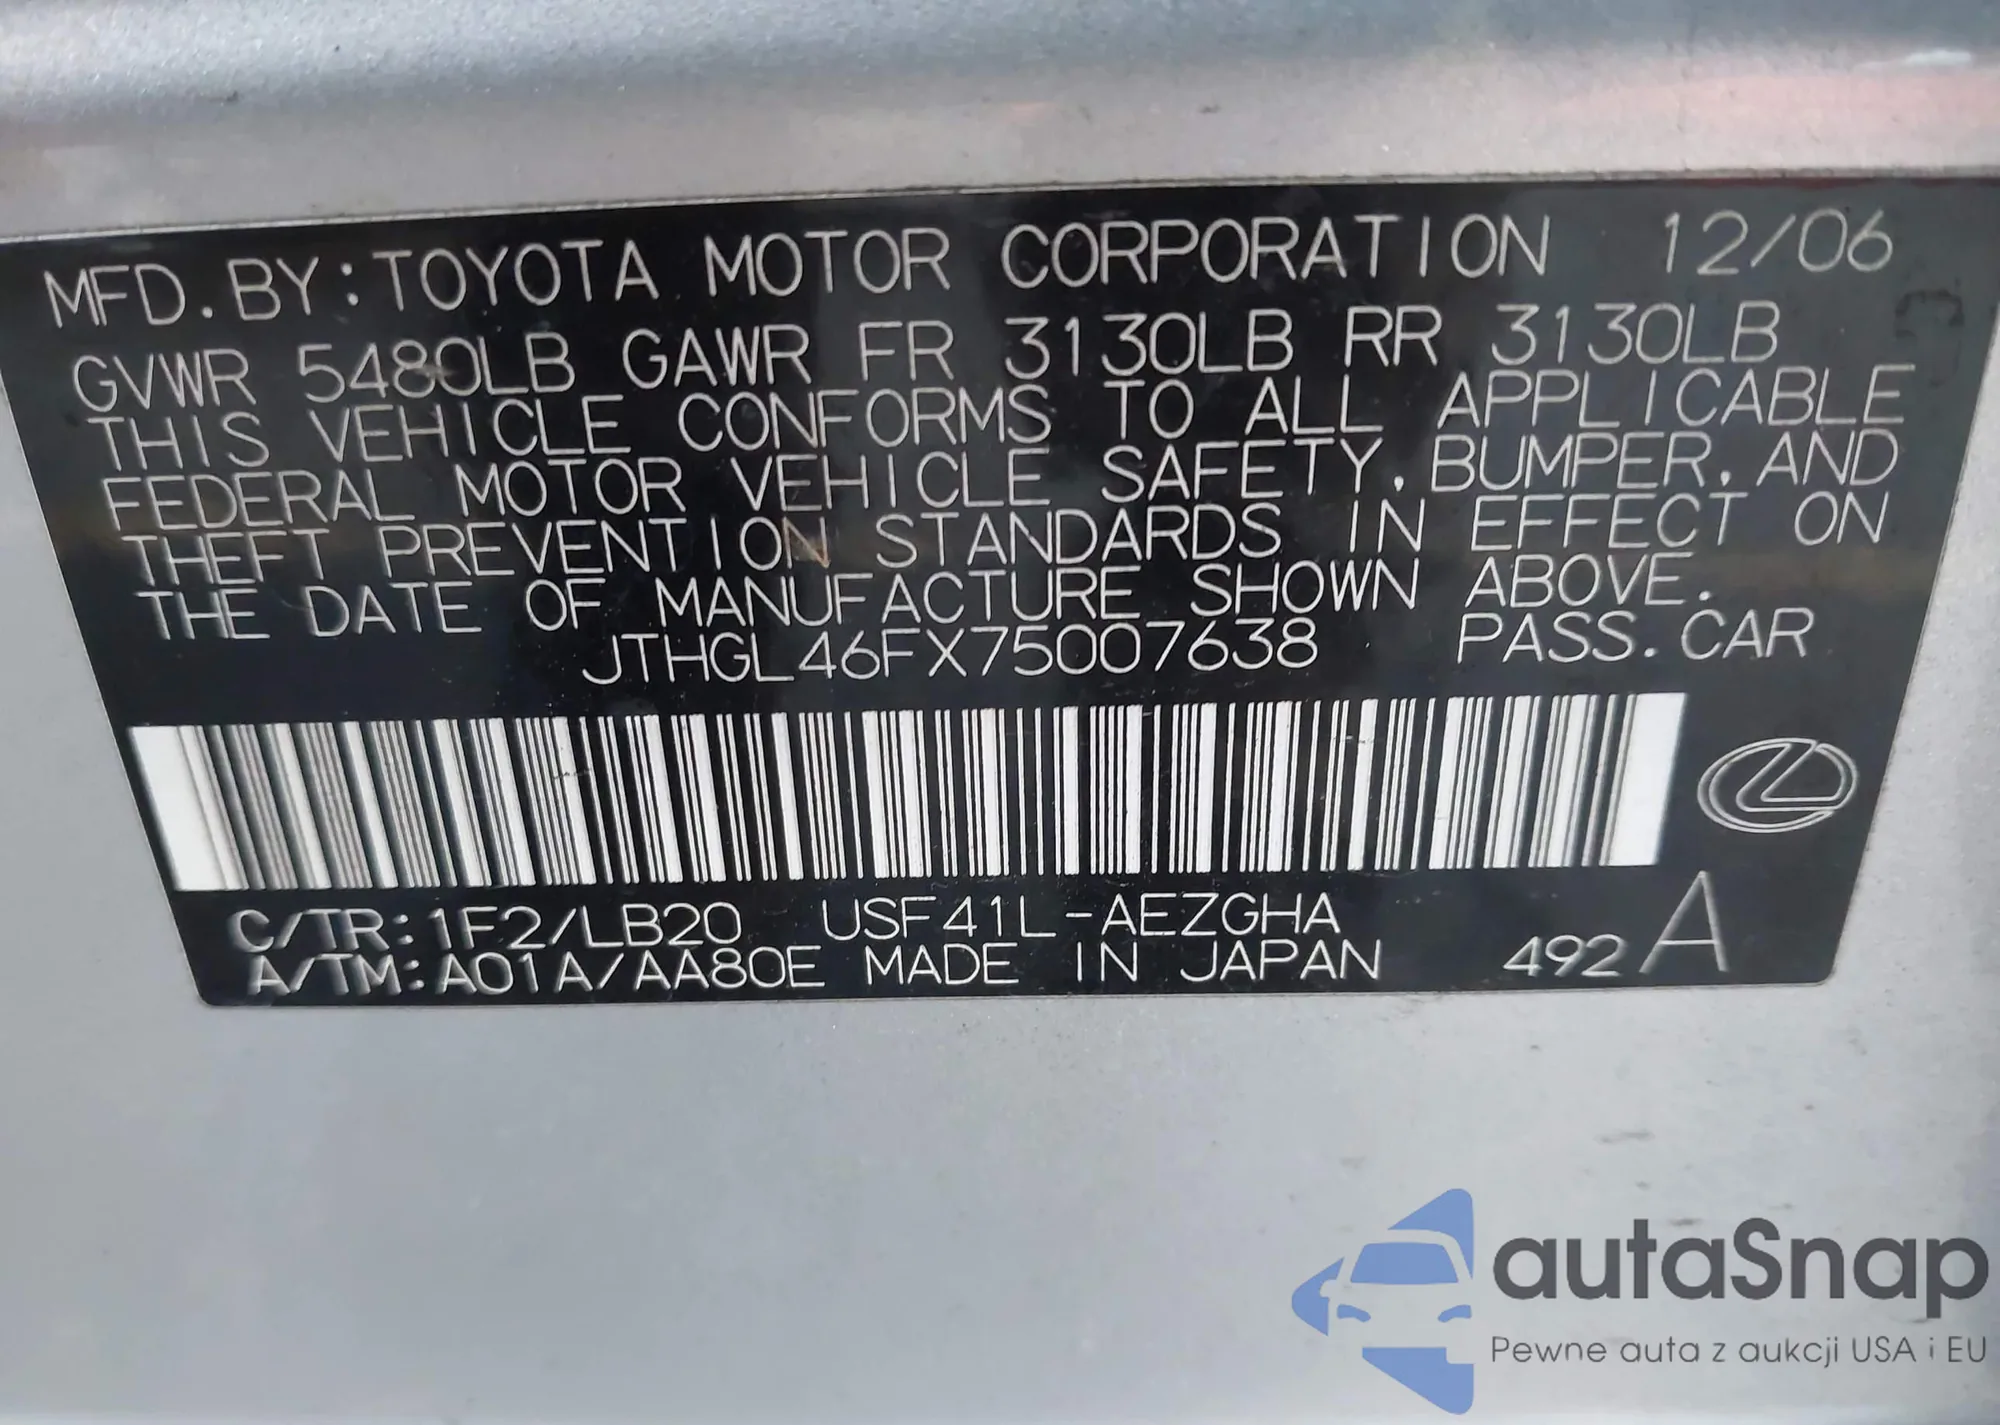 MFD. BY: TOYOTA MOTOR CORPORATION 12/06
GVWR 5480LB GAWR FR 3130LB RR 3130LB
THIS VEHICLE CONFORMS TO ALL APPLICABLE
FEDERAL MOTOR VEHICLE SAFETY, BUMPER, AND
THEFT PREVENTION STANDARDS IN EFFECT ON
THE DATE OF MANUFACTURE SHOWN ABOVE.
JTHGL46FX75007638 PASS. CAR
C/TR: 1F2/LB20 USF41L-AEZGHA
A/TM: A01A/AA80E MADE IN JAPAN 492A
autaSnap
Pewne auta z aukcji USA i EU